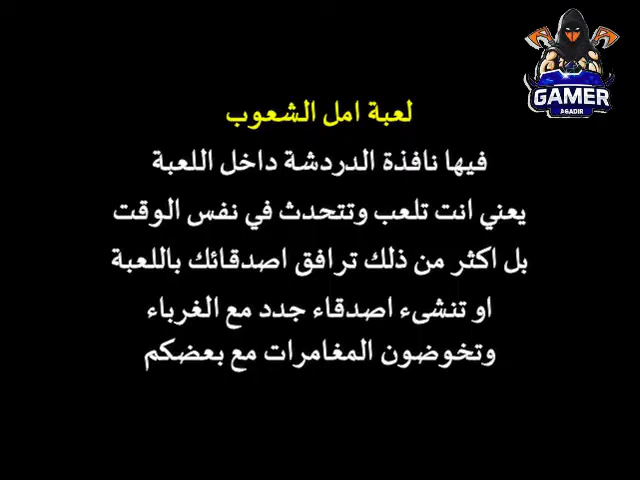 GAMER
AGADIR
لعبة امل الشعوب
فيها نافذة الدردشة داخل اللعبة
يعني انت تلعب وتتحدث في نفس الوقت
بل اكثر من ذلك ترافق اصدقائك باللعبة
او تنشىء اصدقاء جدد مع الغرباء
وتخوضون المغامرات مع بعضكم